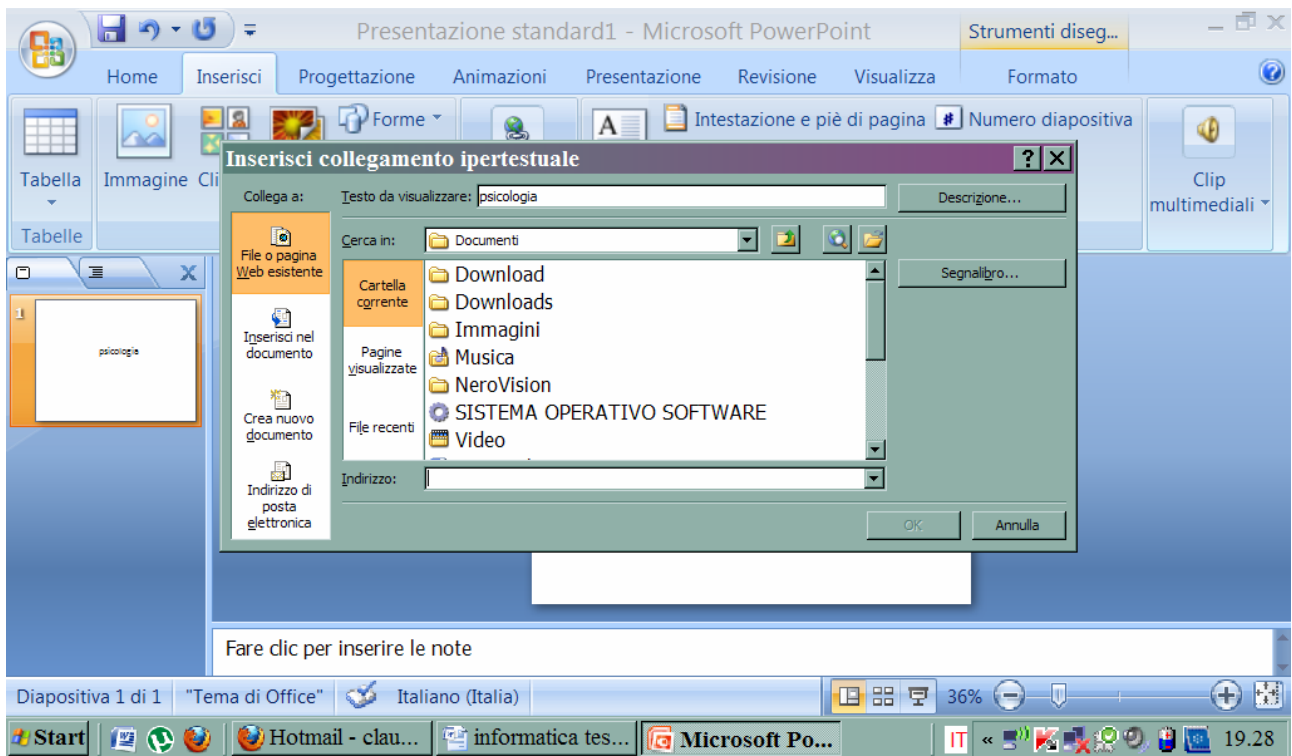 Presentazione standard1 - Microsoft PowerPoint
Strumenti diseg...
Home Inserisci Progettazione Animazioni Presentazione Revisione Visualizza Formato
Forme
Intestazione e piè di pagina # Numero diapositiva
Tabella Immagine Cli
Clip
multimediali
Tabelle
Inserisci collegamento ipertestuale
Collega a:
Testo da visualizzare: psicologia
Descrizione...
File o pagina
Web esistente
Cerca in: Documenti
Segnalibro...
Cartella
corrente
Download
Downloads
Immagini
Musica
NeroVision
SISTEMA OPERATIVO SOFTWARE
Video
Inserisci nel
documento
Pagine
visualizzate
Crea nuovo
documento
File recenti
Indirizzo di
posta
elettronica
Indirizzo:
OK Annulla
1
psicologia
Fare clic per inserire le note
Diapositiva 1 di 1 "Tema di Office" Italiano (Italia) 36%
Start Hotmail - clau... informatica tes... Microsoft Po... IT « 19.28